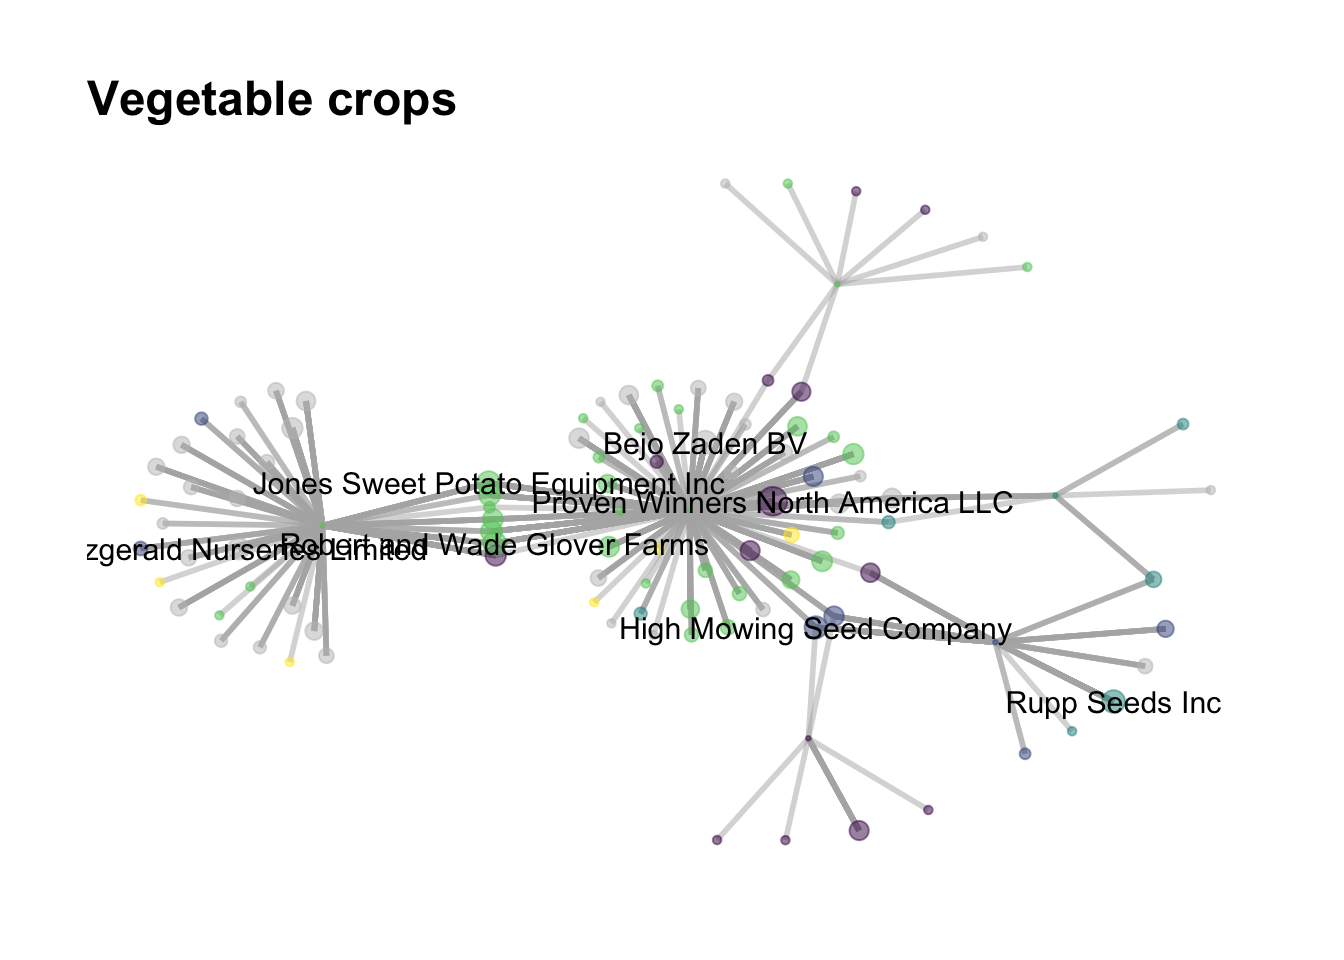 Vegetable crops
Bejo Zaden BV
Jones Sweet Potato Equipment Inc
Proven Winners North America LLC
zgerald Nurseries Limited
Robert and Wade Glover Farms
High Mowing Seed Company
Rupp Seeds Inc